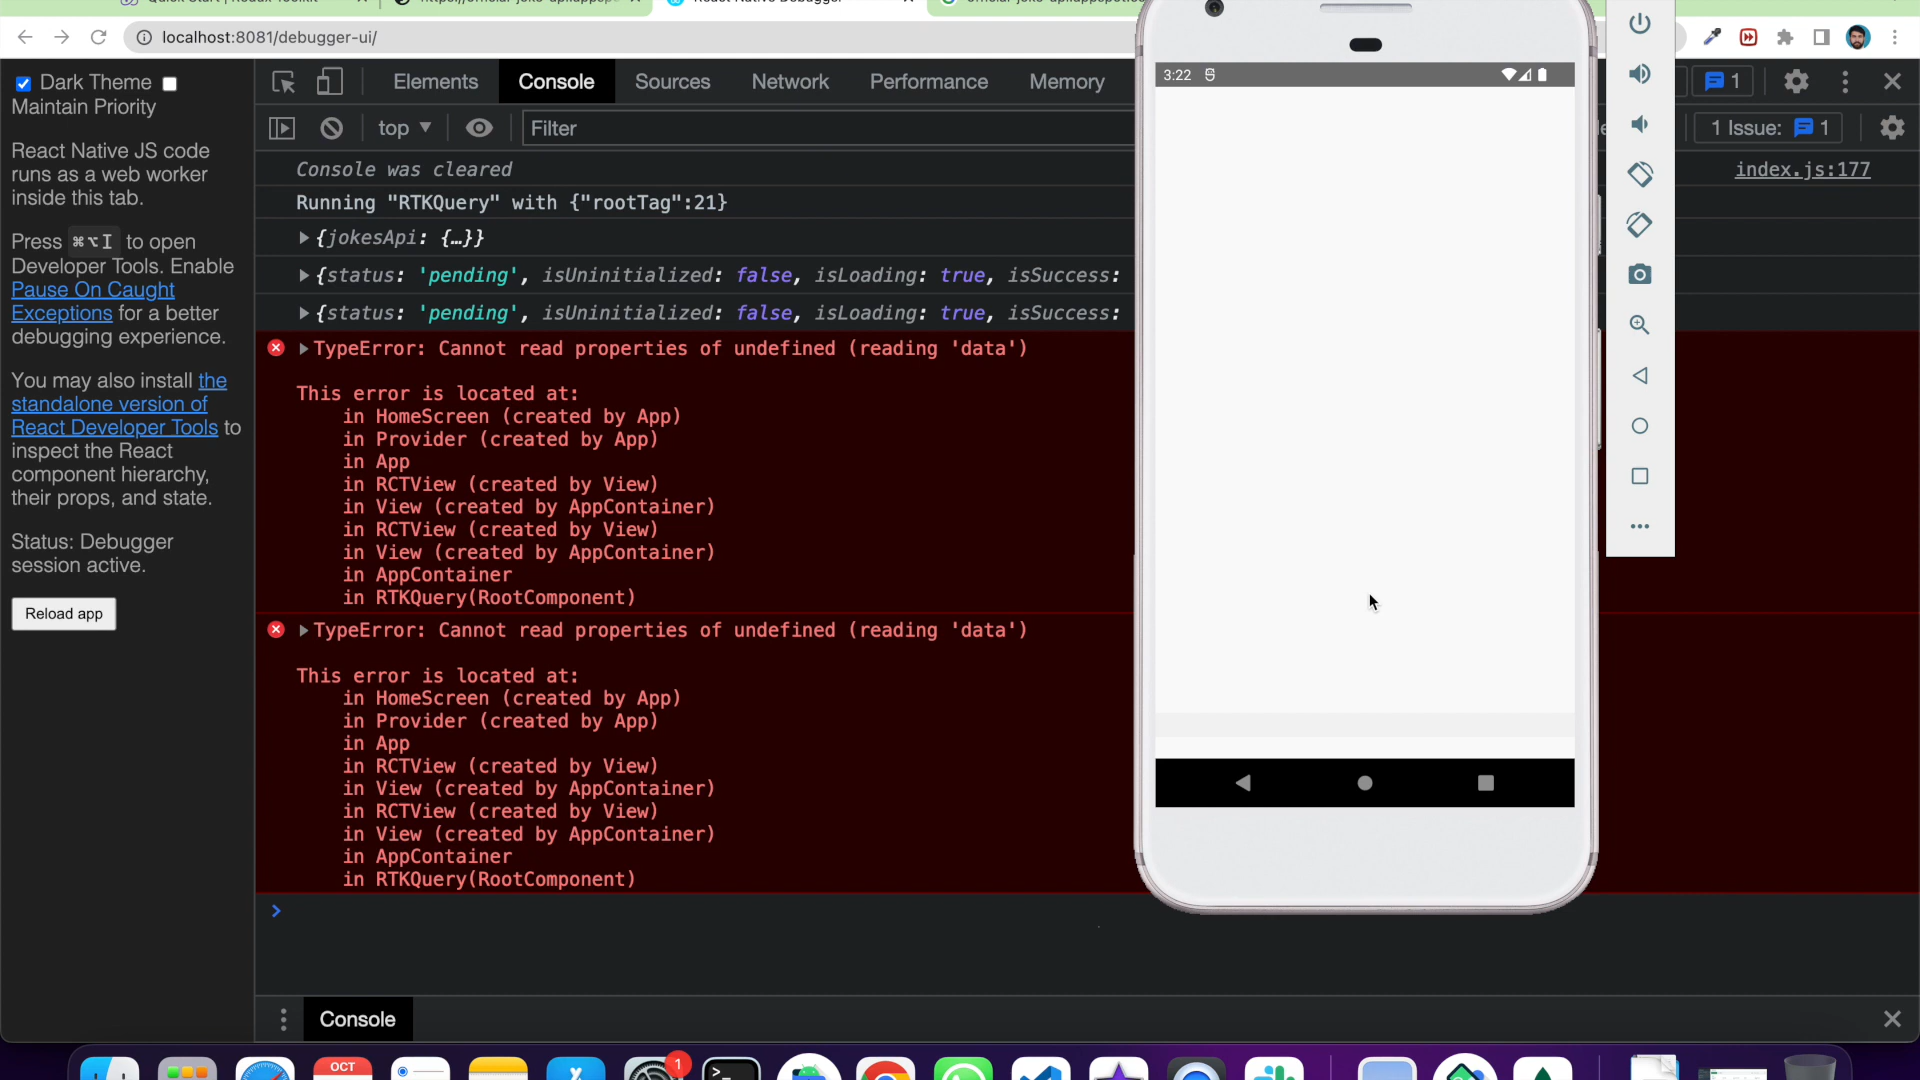 localhost:8081/debugger-ui/
Dark Theme
Maintain Priority
React Native JS code
runs as a web worker
inside this tab.
Press ⌘⌥I to open
Developer Tools. Enable
Pause On Caught
Exceptions for a better
debugging experience.
You may also install the
standalone version of
React Developer Tools to
inspect the React
component hierarchy,
their props, and state.
Status: Debugger
session active.
Reload app
Elements Console Sources Network Performance Memory
1
top Filter
1 Issue: 1
Console was cleared index.js:177
Running "RTKQuery" with {"rootTag":21}
{jokesApi: {…}}
{status: 'pending', isUninitialized: false, isLoading: true, isSuccess:
{status: 'pending', isUninitialized: false, isLoading: true, isSuccess:
TypeError: Cannot read properties of undefined (reading 'data')
This error is located at:
in HomeScreen (created by App)
in Provider (created by App)
in App
in RCTView (created by View)
in View (created by AppContainer)
in RCTView (created by View)
in View (created by AppContainer)
in AppContainer
in RTKQuery(RootComponent)
TypeError: Cannot read properties of undefined (reading 'data')
This error is located at:
in HomeScreen (created by App)
in Provider (created by App)
in App
in RCTView (created by View)
in View (created by AppContainer)
in RCTView (created by View)
in View (created by AppContainer)
in AppContainer
in RTKQuery(RootComponent)
Console
3:22
OCT
1